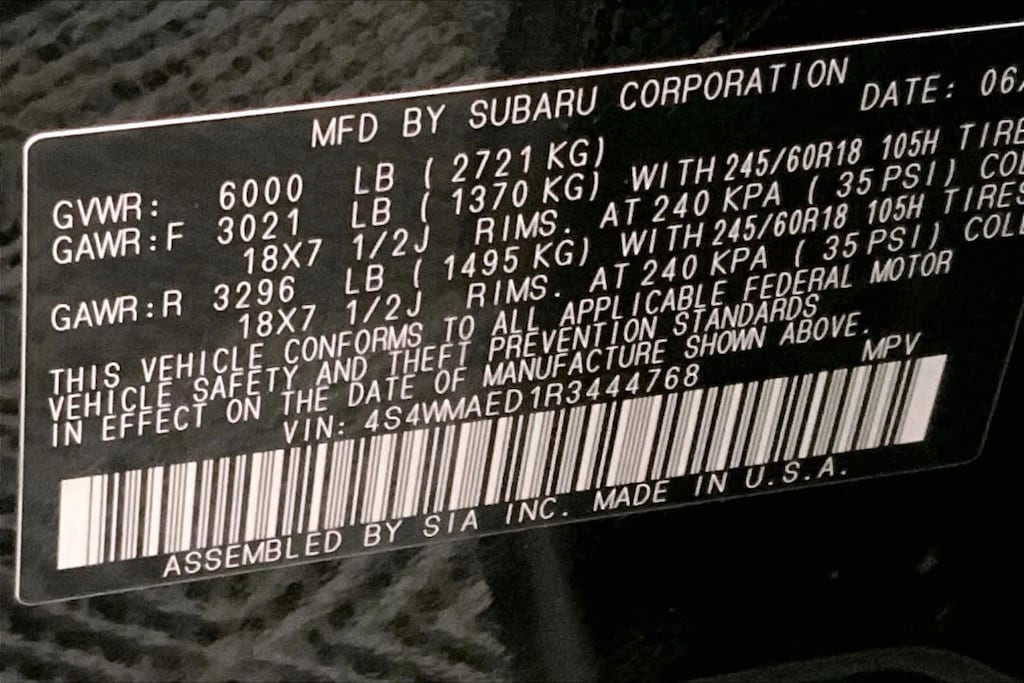 MFD BY SUBARU CORPORATION DATE: 06/
GVWR: 6000 LB ( 2721 KG)
GAWR:F 3021 LB ( 1370 KG) WITH 245/60R18 105H TIRE
18X7 1/2J RIMS. AT 240 KPA ( 35 PSI) COL
GAWR:R 3296 LB ( 1495 KG) WITH 245/60R18 105H TIRES
18X7 1/2J RIMS. AT 240 KPA ( 35 PSI) COL
THIS VEHICLE CONFORMS TO ALL APPLICABLE FEDERAL MOTOR
VEHICLE SAFETY AND THEFT PREVENTION STANDARDS
IN EFFECT ON THE DATE OF MANUFACTURE SHOWN ABOVE.
VIN: 4S4WMAED1R3444768 MPV
ASSEMBLED BY SIA INC. MADE IN U.S.A.